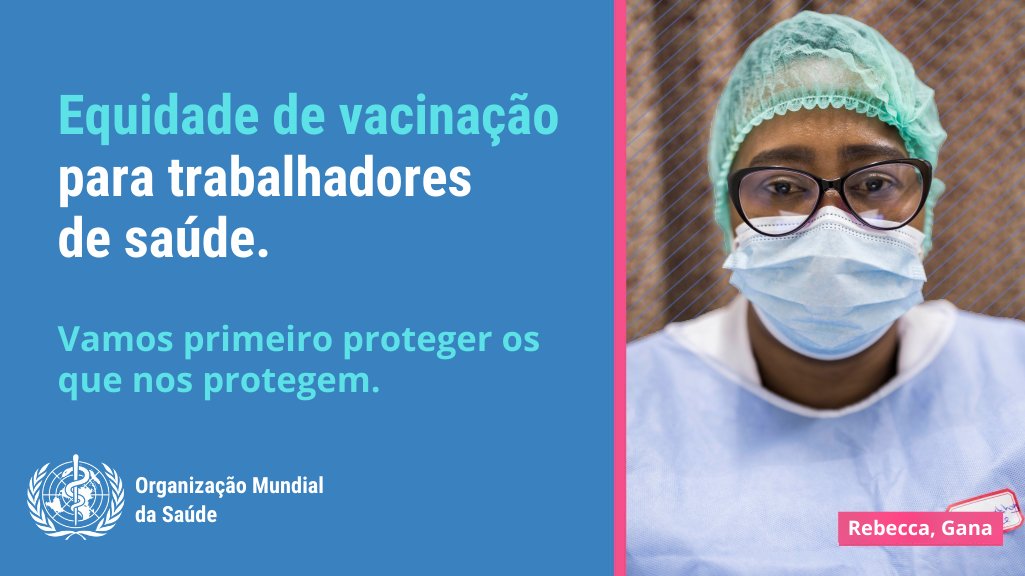 Equidade de vacinação
para trabalhadores
de saúde.
Vamos primeiro proteger os
que nos protegem.
Organização Mundial
da Saúde
Rebecca, Gana